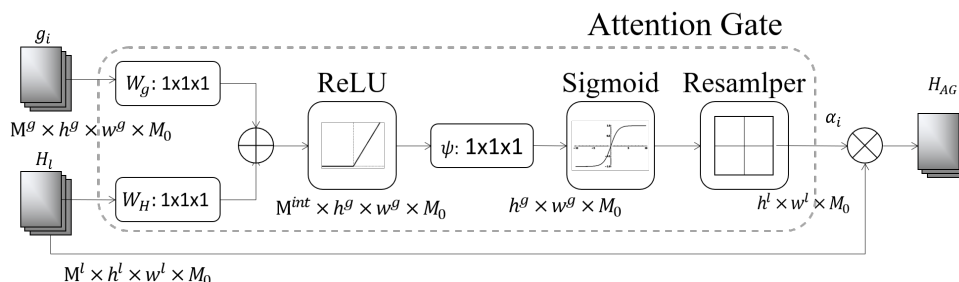 Attention Gate
g_i
W_g: 1x1x1
M^g × h^g × w^g × M_0
H_l
W_H: 1x1x1
M^l × h^l × w^l × M_0
ReLU
M^int × h^g × w^g × M_0
ψ: 1x1x1
Sigmoid
h^g × w^g × M_0
Resamlper
h^l × w^l × M_0
α_i
H_AG